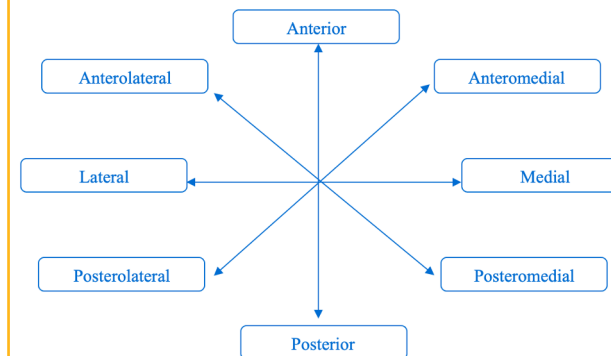 Anterior
Anterolateral
Anteromedial
Lateral
Medial
Posterolateral
Posteromedial
Posterior